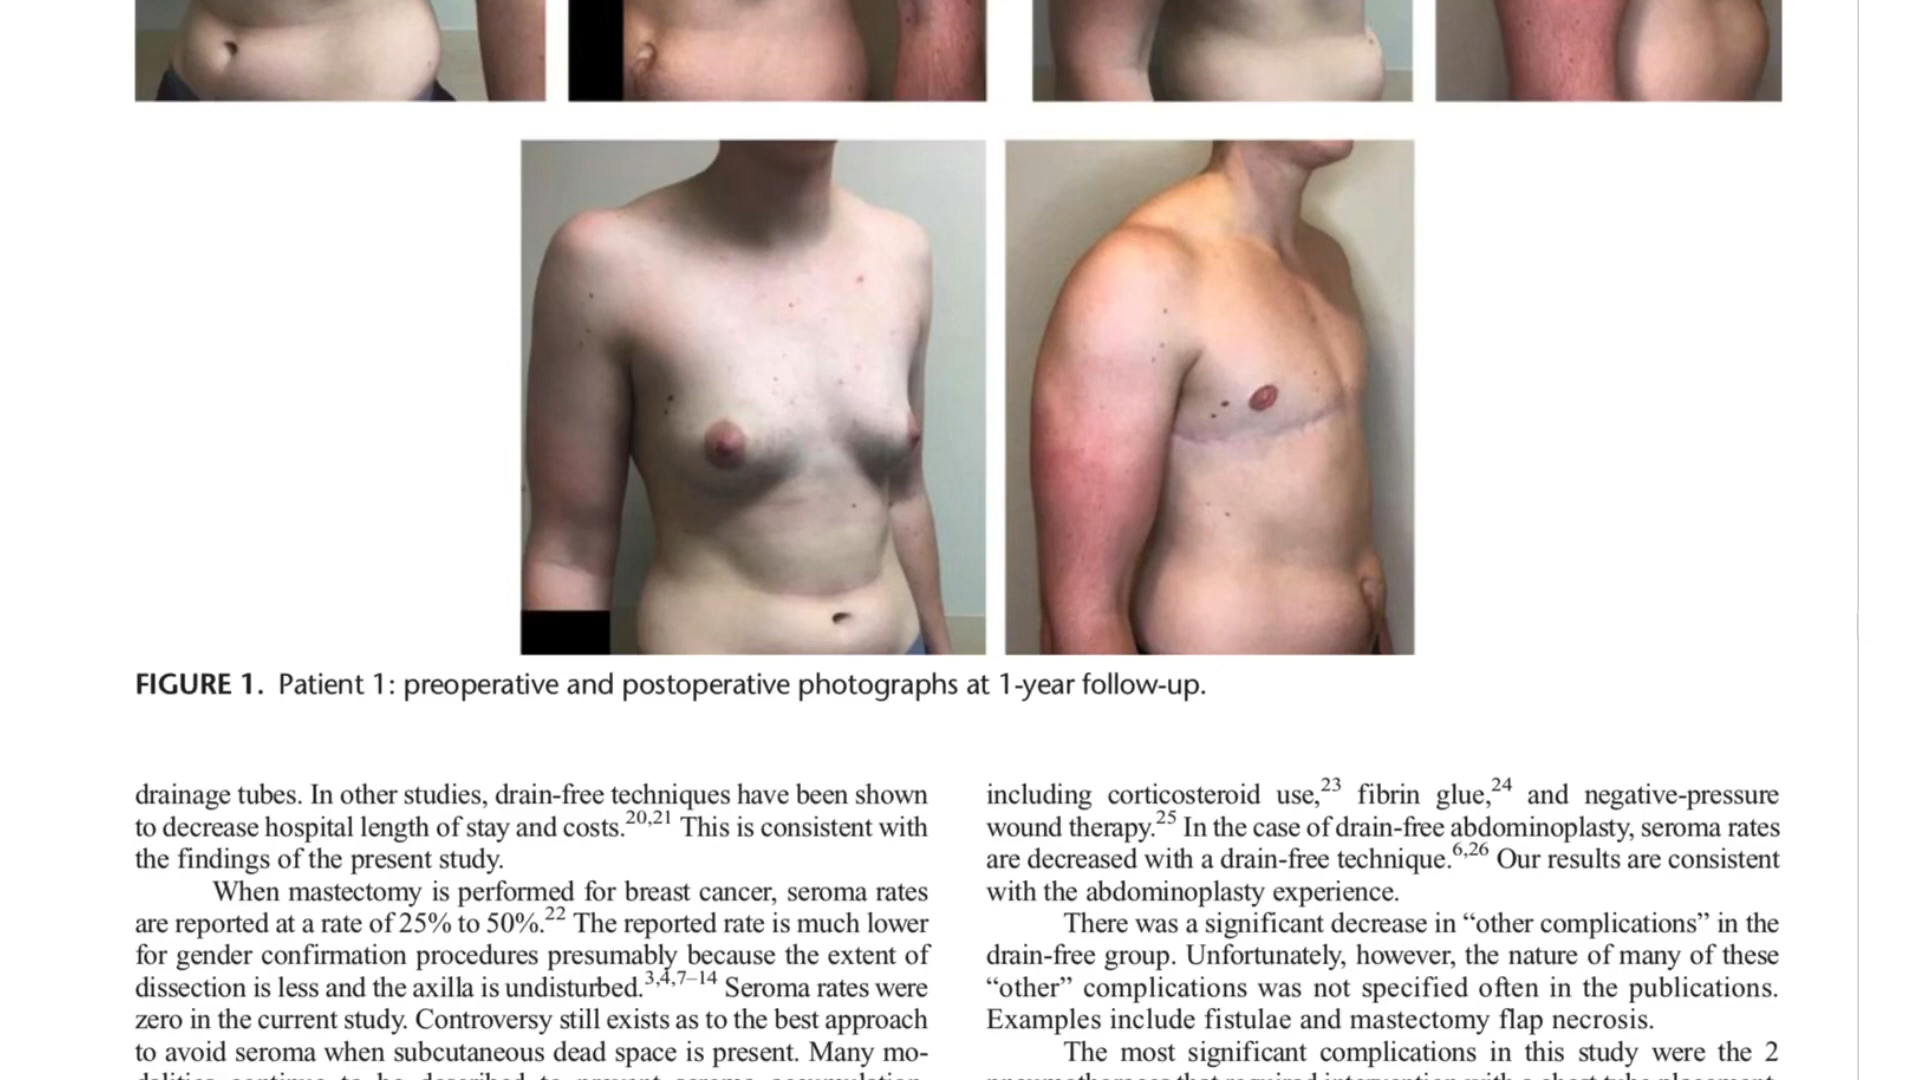 FIGURE 1. Patient 1: preoperative and postoperative photographs at 1-year follow-up.
drainage tubes. In other studies, drain-free techniques have been shown
to decrease hospital length of stay and costs.20,21 This is consistent with
the findings of the present study.
When mastectomy is performed for breast cancer, seroma rates
are reported at a rate of 25% to 50%.22 The reported rate is much lower
for gender confirmation procedures presumably because the extent of
dissection is less and the axilla is undisturbed.3,4,7–14 Seroma rates were
zero in the current study. Controversy still exists as to the best approach
to avoid seroma when subcutaneous dead space is present. Many mo-
including corticosteroid use,23 fibrin glue,24 and negative-pressure
wound therapy.25 In the case of drain-free abdominoplasty, seroma rates
are decreased with a drain-free technique.6,26 Our results are consistent
with the abdominoplasty experience.
There was a significant decrease in “other complications” in the
drain-free group. Unfortunately, however, the nature of many of these
“other” complications was not specified often in the publications.
Examples include fistulae and mastectomy flap necrosis.
The most significant complications in this study were the 2